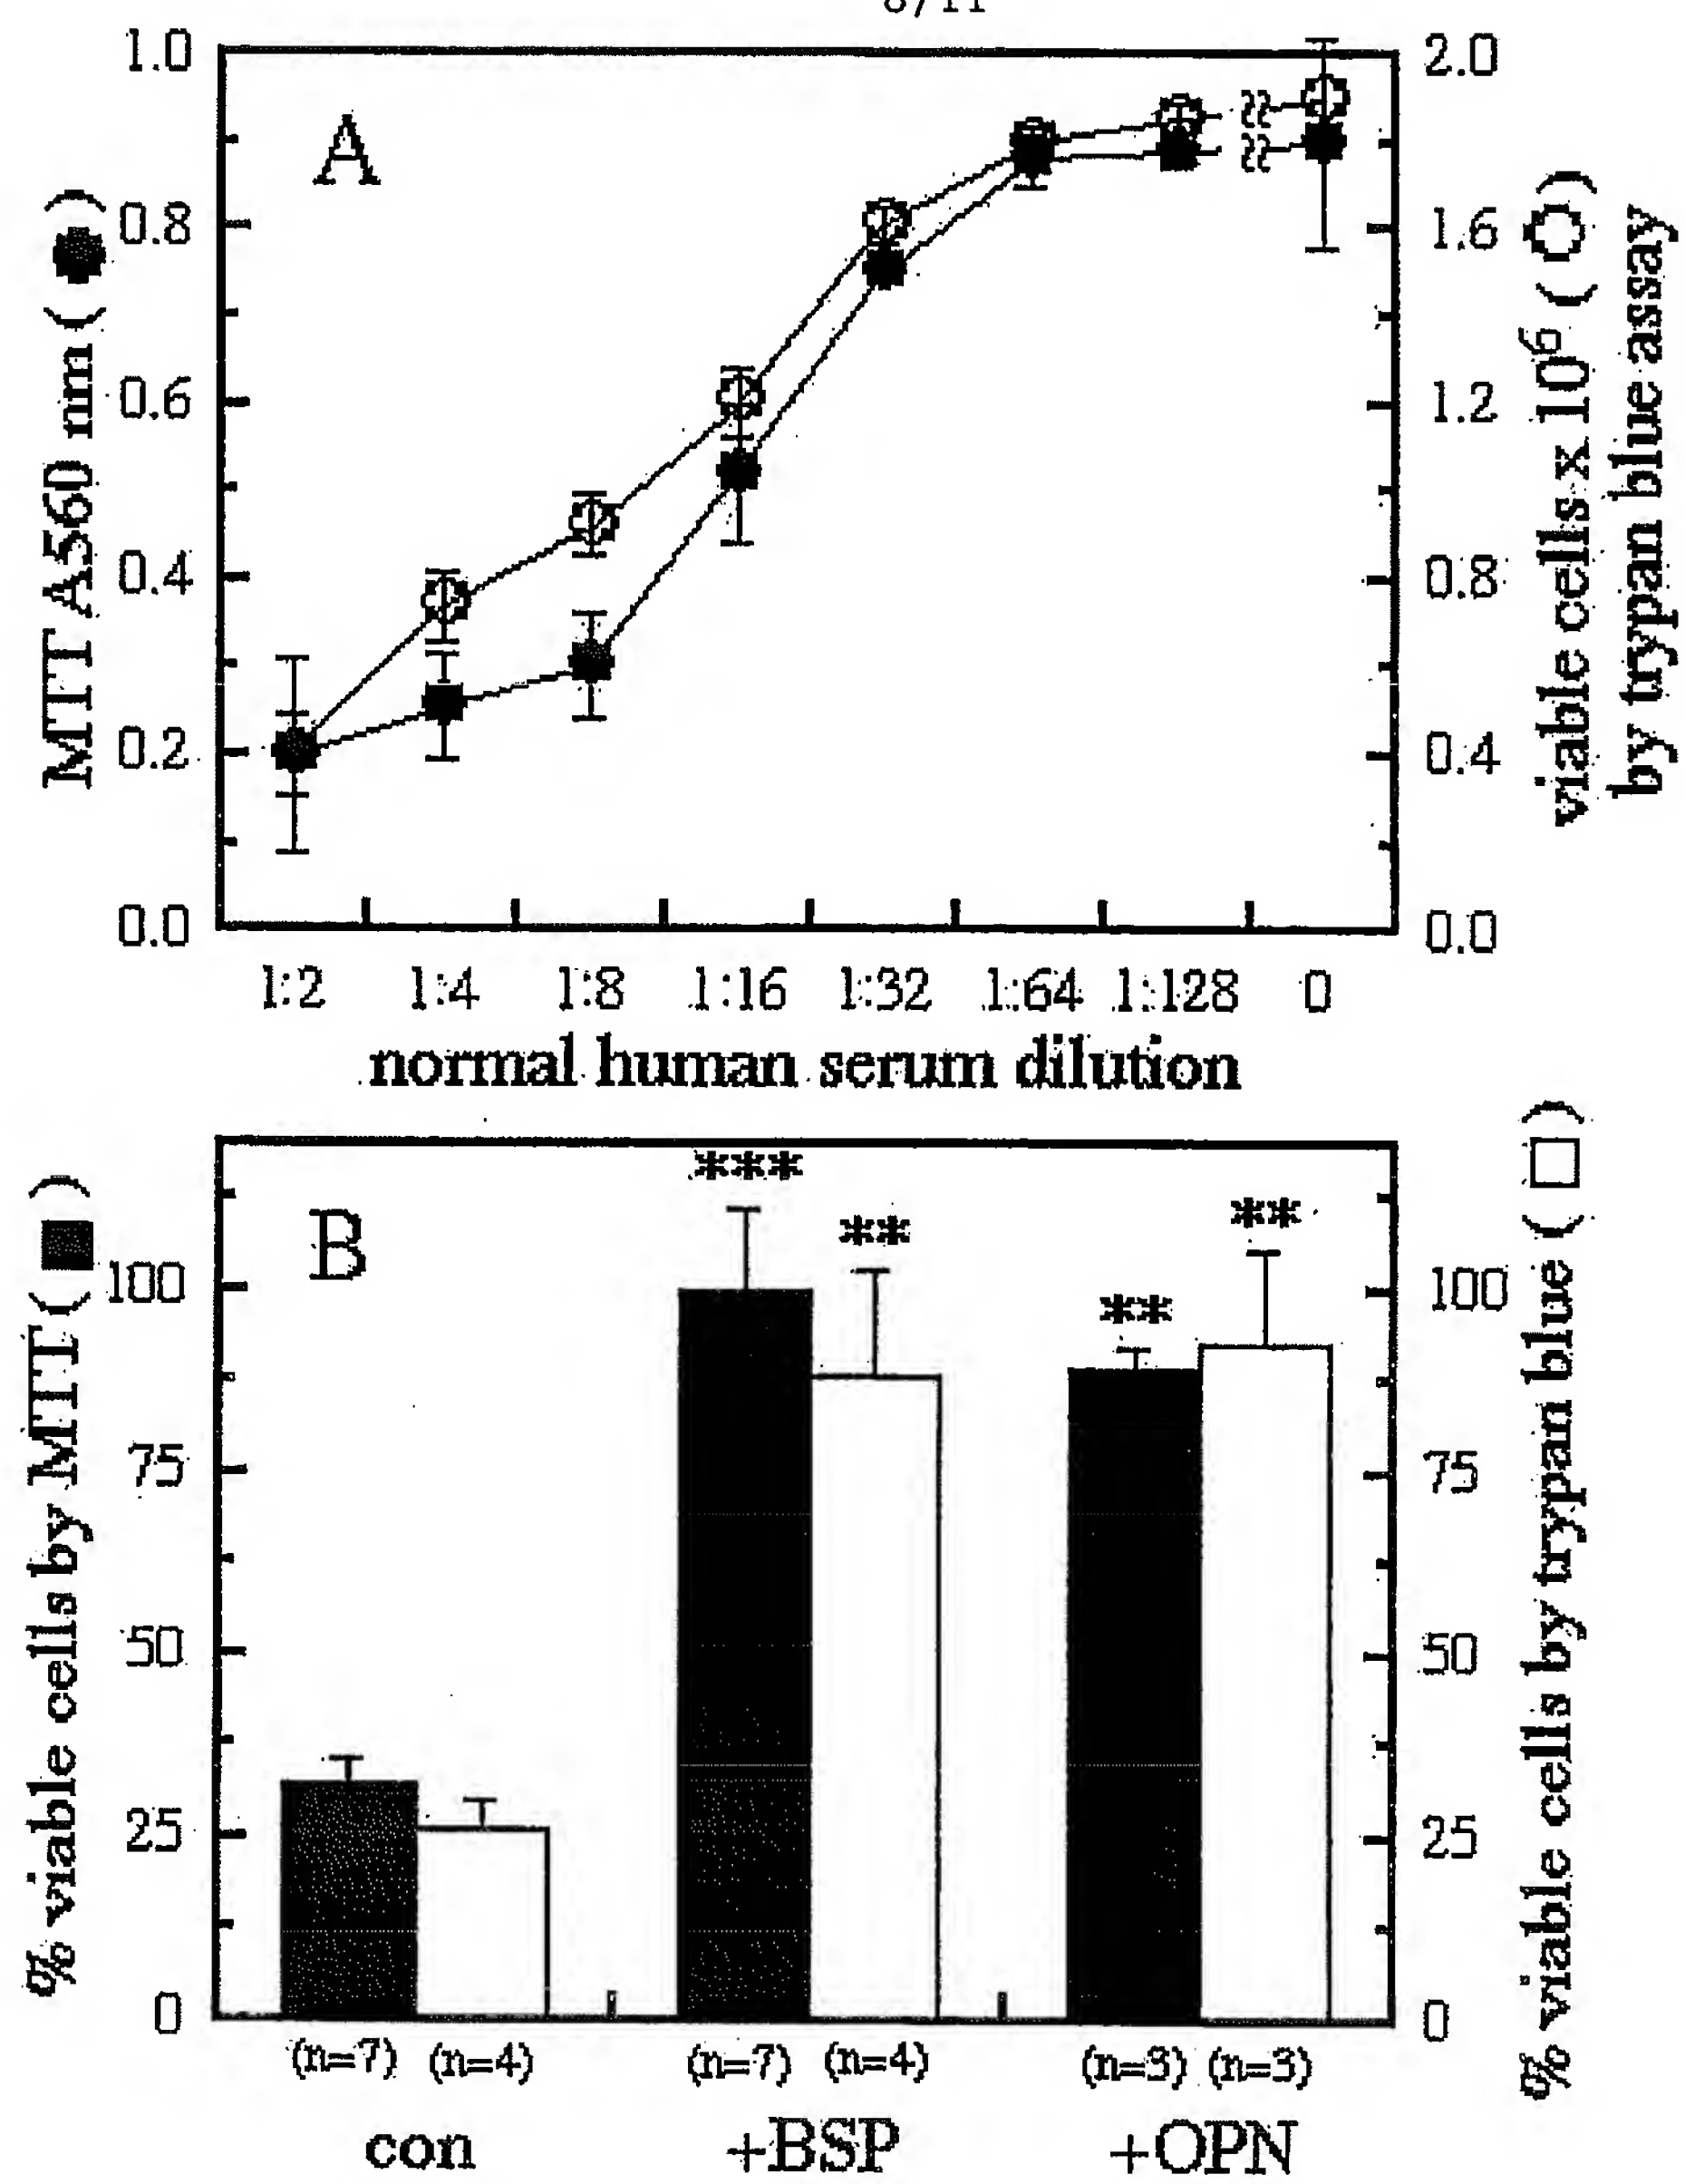 8/11
A
MTT A560 nm ( ● )
1.0
0.8
0.6
0.4
0.2
0.0
2.0
1.6
1.2
0.8
0.4
0.0
viable cells x 10⁶ ( ○ )
by trypan blue assay
1:2 1:4 1:8 1:16 1:32 1:64 1:128 0
normal human serum dilution
B
% viable cells by MTT ( ■ )
100
75
50
25
0
*** ** ** **
100
75
50
25
0
% viable cells by trypan blue ( □ )
(n=7) (n=4) (n=7) (n=4) (n=3) (n=3)
con +BSP +OPN